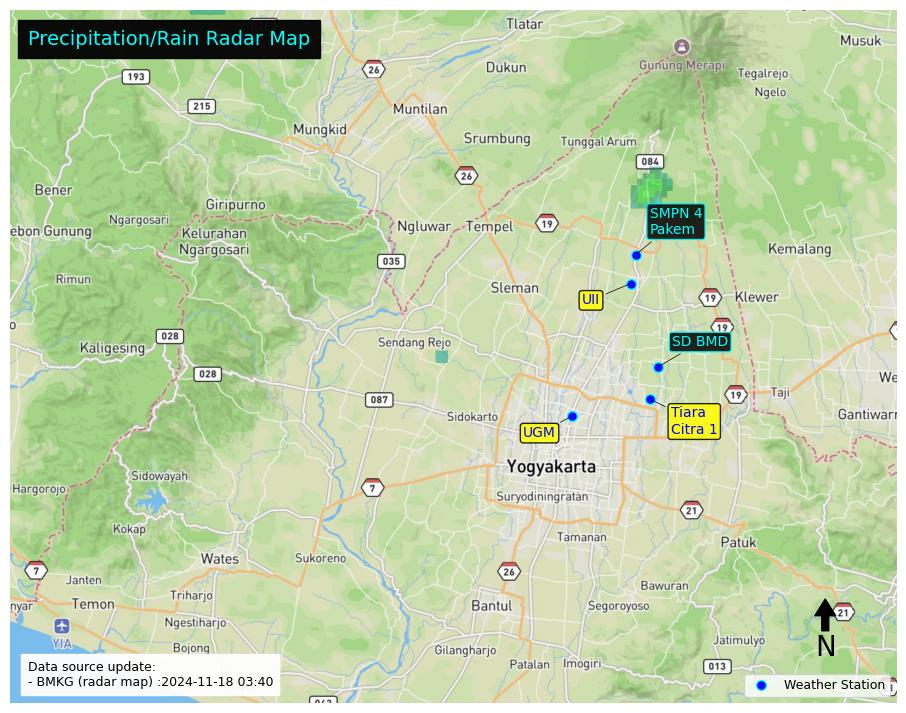 Precipitation/Rain Radar Map
Tlatar
Musuk
26
193
Dukun
Gunung Merapi
Tegalrejo
Ngelo
215
Muntilan
Mungkid
Srumbung
Tunggal Arum
084
26
Bener
Giripurno
Ngargosari
ebon Gunung
Kelurahan
Ngargosari
Ngluwar
Tempel
19
SMPN 4
Pakem
Kemalang
035
Rimun
Sleman
UII
19
Klewer
19
028
Kaligesing
Sendang Rejo
SD BMD
028
We
087
19
Taji
Sidokarto
UGM
Tiara
Citra 1
Gantiwarn
Yogyakarta
Sidowayah
Hargorojo
7
Suryodiningratan
21
Kokap
Tamanan
Patuk
Wates
Sukoreno
7
26
Janten
Bawuran
Triharjo
nyar
Temon
Bantul
Segoroyoso
21
Ngestiharjo
YIA
Bojong
Gilangharjo
Jatimulyo
N
Patalan
Imogiri
013
Data source update:
- BMKG (radar map) :2024-11-18 03:40
Weather Station